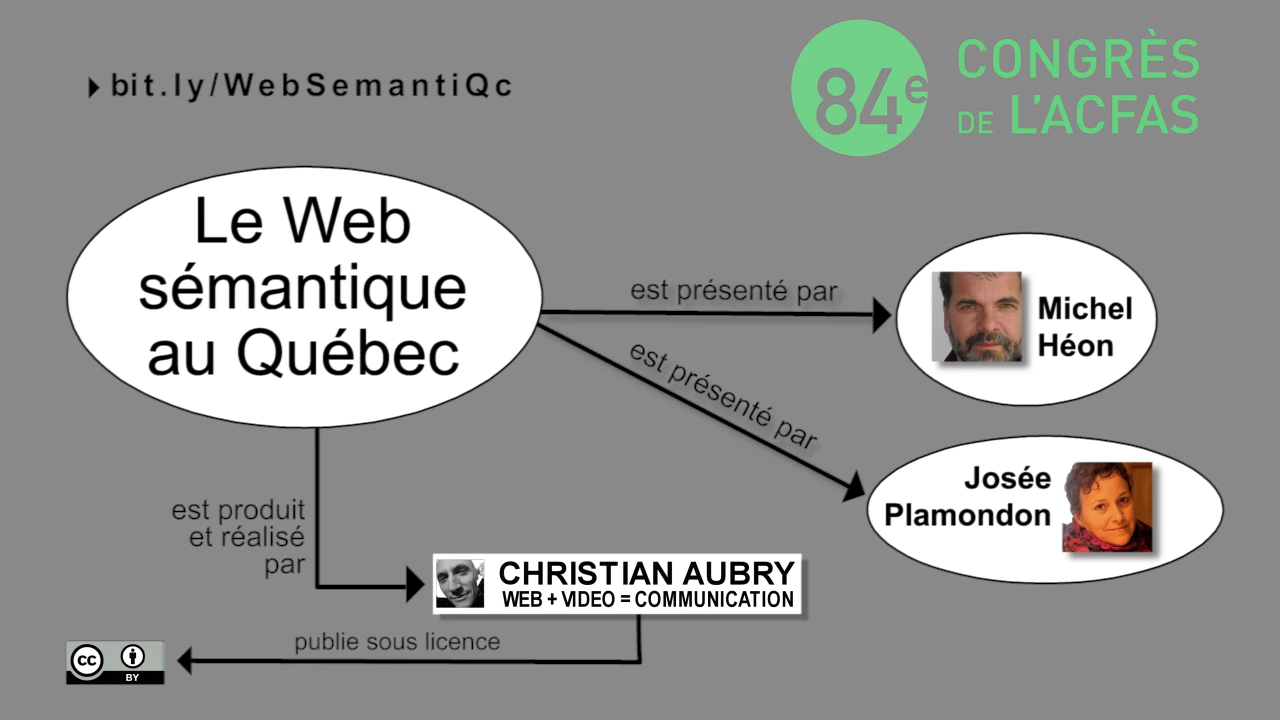 bit.ly/WebSemantiQc
84e
CONGRÈS
DE L'ACFAS
Le Web
sémantique
au Québec
est présenté par
Michel
Héon
est présenté par
Josée
Plamondon
est produit
et réalisé
par
CHRISTIAN AUBRY
WEB + VIDEO = COMMUNICATION
publie sous licence
cc
BY